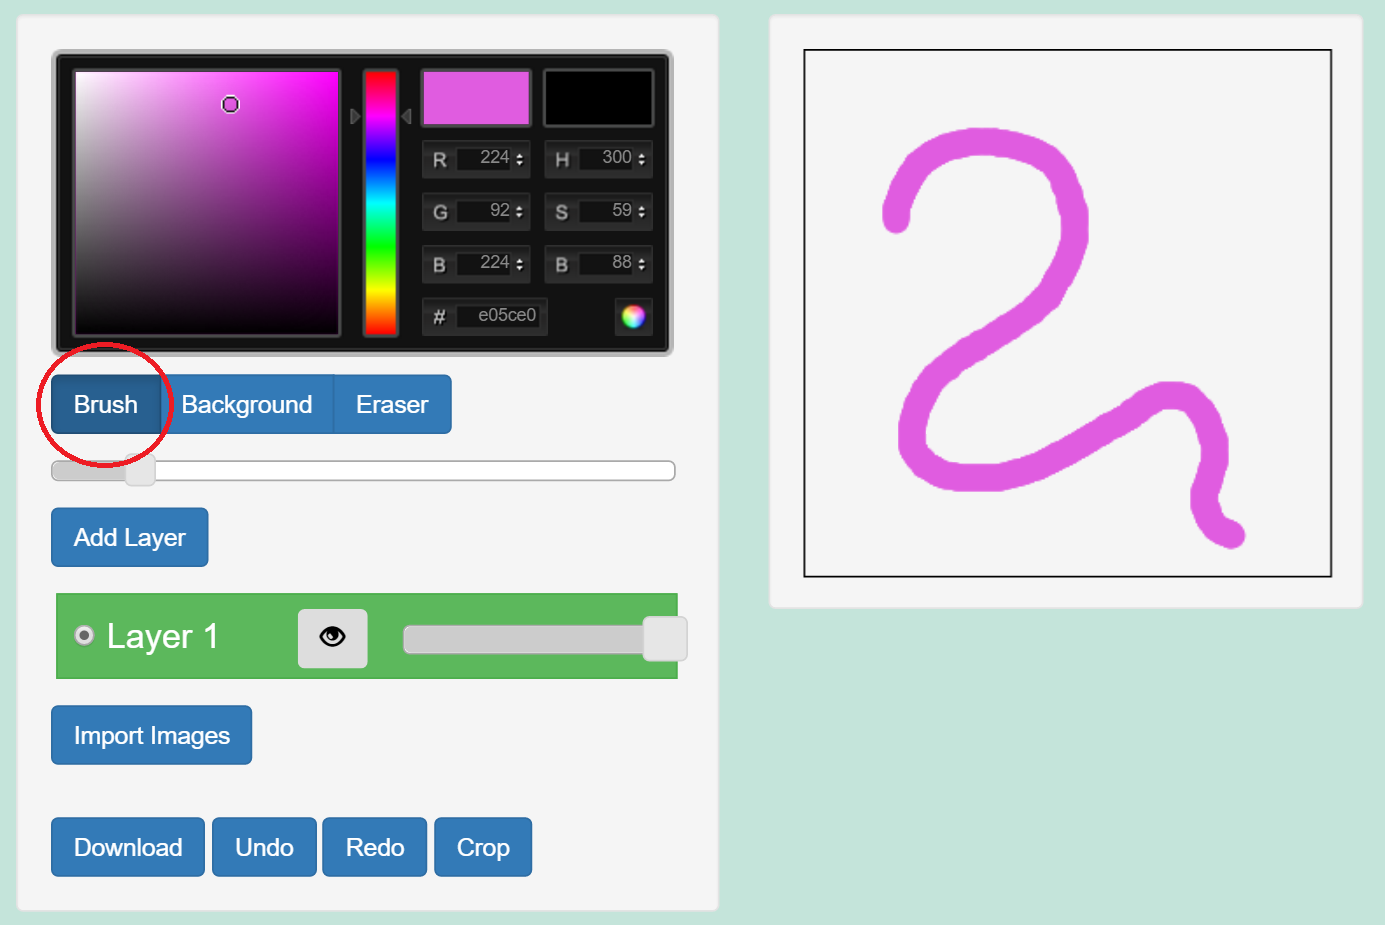 R 224 H 300
G 92 S 59
B 224 B 88
# e05ce0
Brush Background Eraser
Add Layer
Layer 1
Import Images
Download Undo Redo Crop